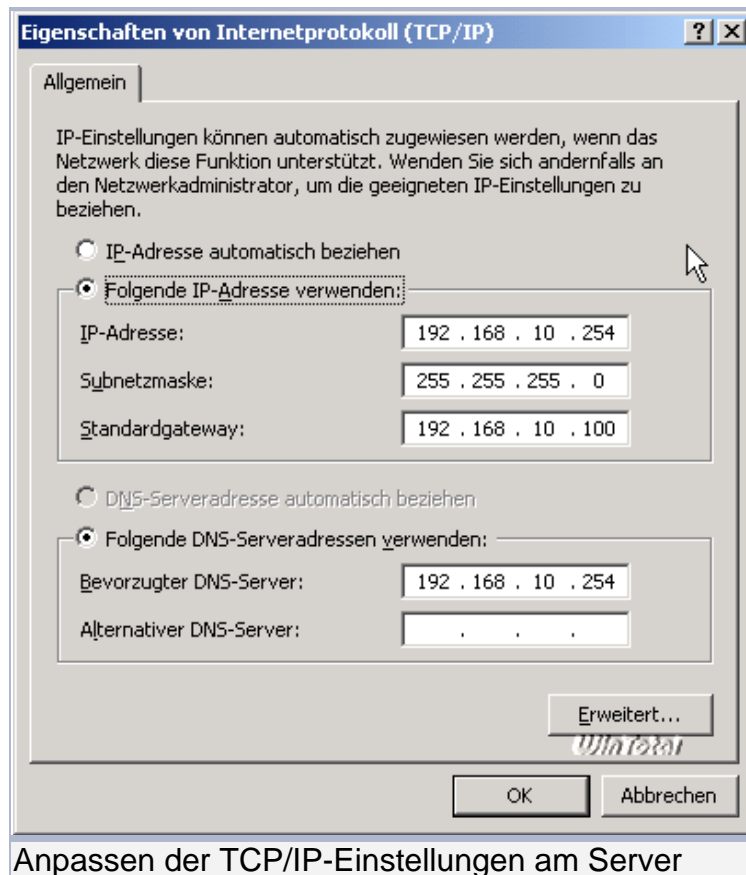 Eigenschaften von Internetprotokoll (TCP/IP)
Allgemein
IP-Einstellungen können automatisch zugewiesen werden, wenn das
Netzwerk diese Funktion unterstützt. Wenden Sie sich andernfalls an
den Netzwerkadministrator, um die geeigneten IP-Einstellungen zu
beziehen.
IP-Adresse automatisch beziehen
Folgende IP-Adresse verwenden:
IP-Adresse: 192 . 168 . 10 . 254
Subnetzmaske: 255 . 255 . 255 . 0
Standardgateway: 192 . 168 . 10 . 100
DNS-Serveradresse automatisch beziehen
Folgende DNS-Serveradressen verwenden:
Bevorzugter DNS-Server: 192 . 168 . 10 . 254
Alternativer DNS-Server: . . .
Erweitert...
WinTotal
OK Abbrechen
Anpassen der TCP/IP-Einstellungen am Server